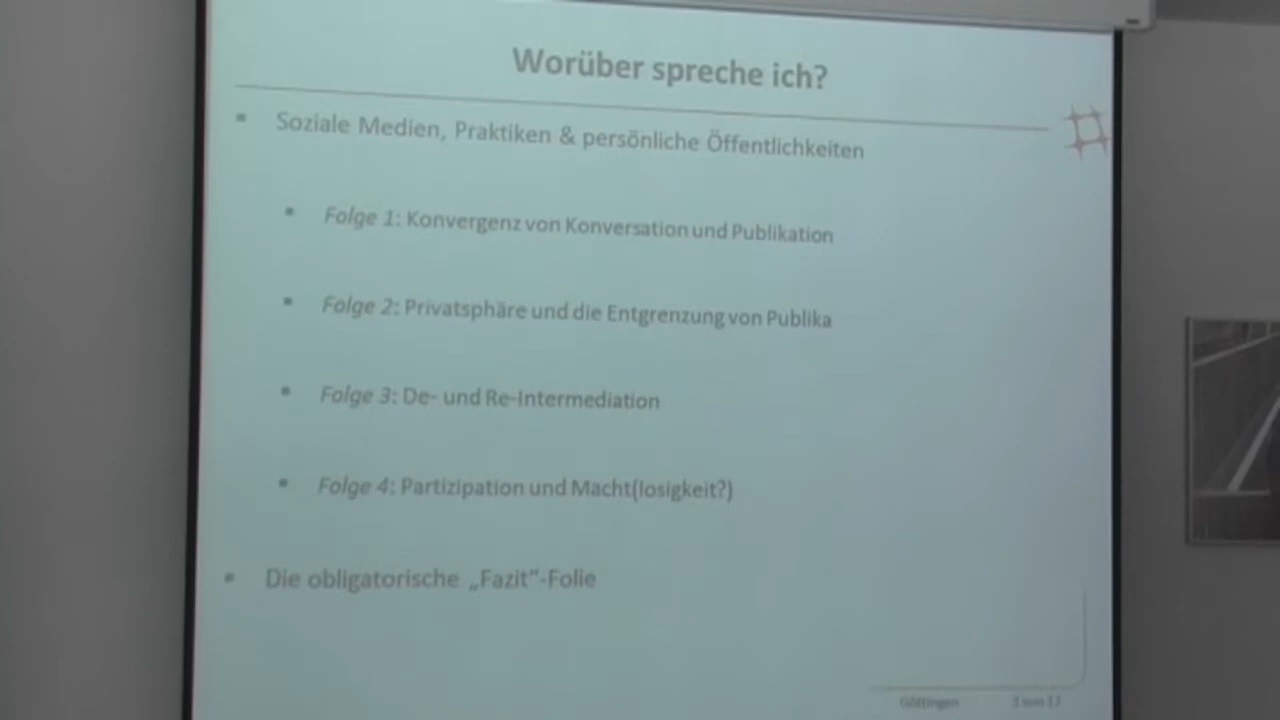 Worüber spreche ich?
▪ Soziale Medien, Praktiken & persönliche Öffentlichkeiten
▪ Folge 1: Konvergenz von Konversation und Publikation
▪ Folge 2: Privatsphäre und die Entgrenzung von Publika
▪ Folge 3: De- und Re-Intermediation
▪ Folge 4: Partizipation und Macht(losigkeit?)
▪ Die obligatorische „Fazit“-Folie
Göttingen